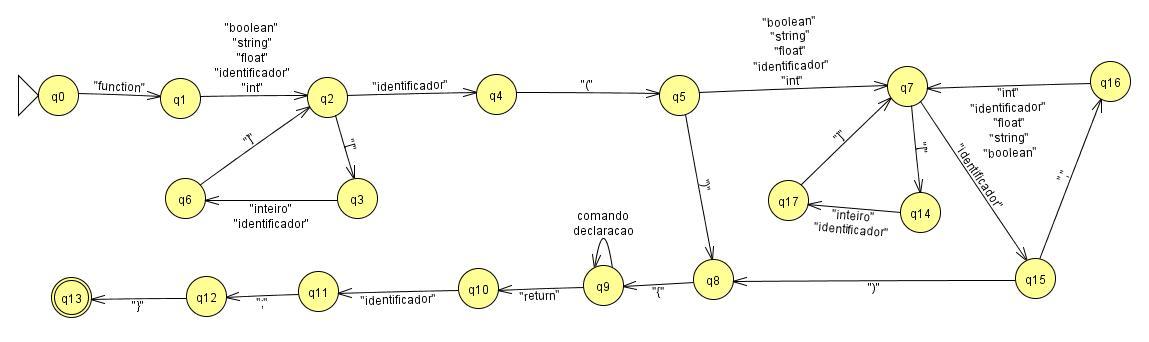 "boolean"
"string"
"float"
"identificador"
"int"
"boolean"
"string"
"float"
"identificador"
"int"
q0
"function"
q1
q2
"identificador"
q4
"("
q5
q7
q16
"int"
"identificador"
"float"
"string"
"boolean"
"]"
"["
")"
"]"
"["
"identificador"
","
q6
"inteiro"
"identificador"
q3
q17
"inteiro"
"identificador"
q14
comando
declaracao
q13
"}"
q12
";"
q11
"identificador"
q10
"return"
q9
"{"
q8
")"
q15